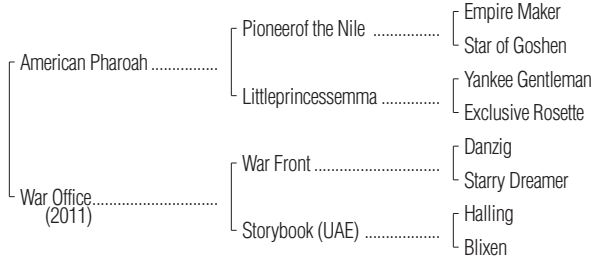 Empire Maker
Pioneerof the Nile ................
Star of Goshen
American Pharoah ................
Yankee Gentleman
Littleprincessemma ..............
Exclusive Rosette
Danzig
War Front ..............................
Starry Dreamer
War Office..............................
(2011)
Halling
Storybook (UAE) ..................
Blixen